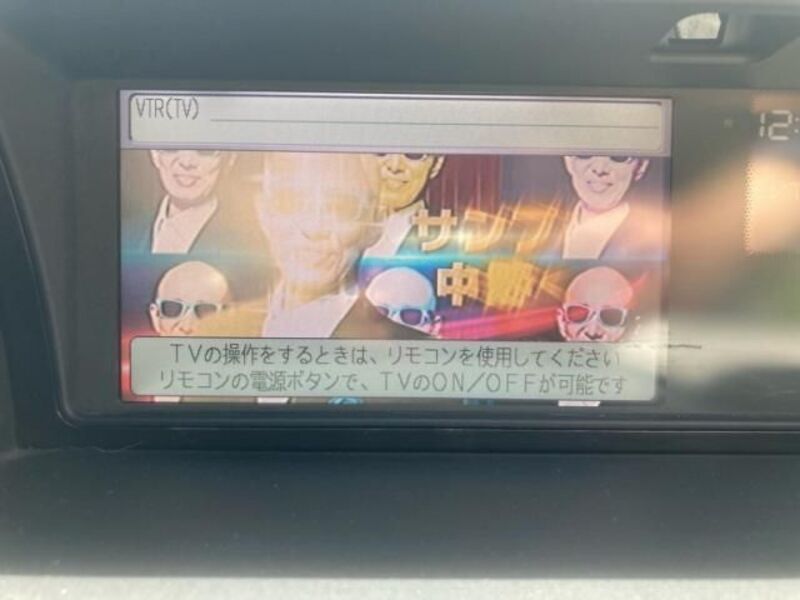 VTR(TV)
12:
サンプ
中
TVの操作をするときは、リモコンを使用してください
リモコンの電源ボタンで、TVのON/OFFが可能です